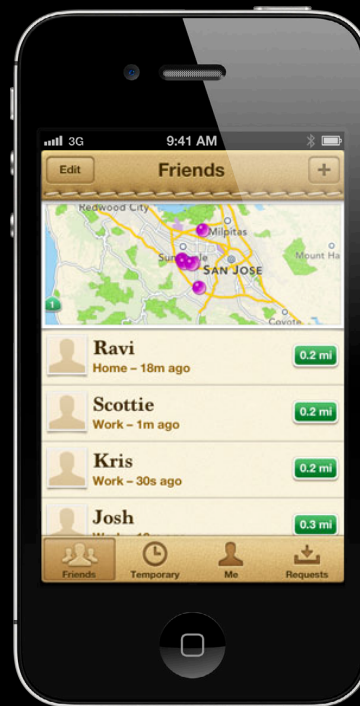 3G 9:41 AM
Edit Friends +
Redwood City
Milpitas
Mount Ha
SAN JOSE
1
Coyote
Ravi
Home – 18m ago
0.2 mi
Scottie
Work – 1m ago
0.2 mi
Kris
Work – 30s ago
0.2 mi
Josh
0.3 mi
Friends Temporary Me Requests